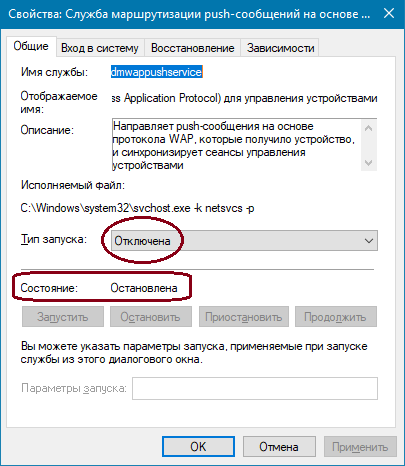 Свойства: Служба маршрутизации push-сообщений на основе ...
Общие Вход в систему Восстановление Зависимости
Имя службы: dmwappushservice
Отображаемое имя: (ss Application Protocol) для управления устройствами
Описание: Направляет push-сообщения на основе
протокола WAP, которые получило устройство,
и синхронизирует сеансы управления
устройствами
Исполняемый файл:
C:\Windows\system32\svchost.exe -k netsvcs -p
Тип запуска: Отключена
Состояние: Остановлена
Запустить Остановить Приостановить Продолжить
Вы можете указать параметры запуска, применяемые при запуске
службы из этого диалогового окна.
Параметры запуска:
OK Отмена Применить